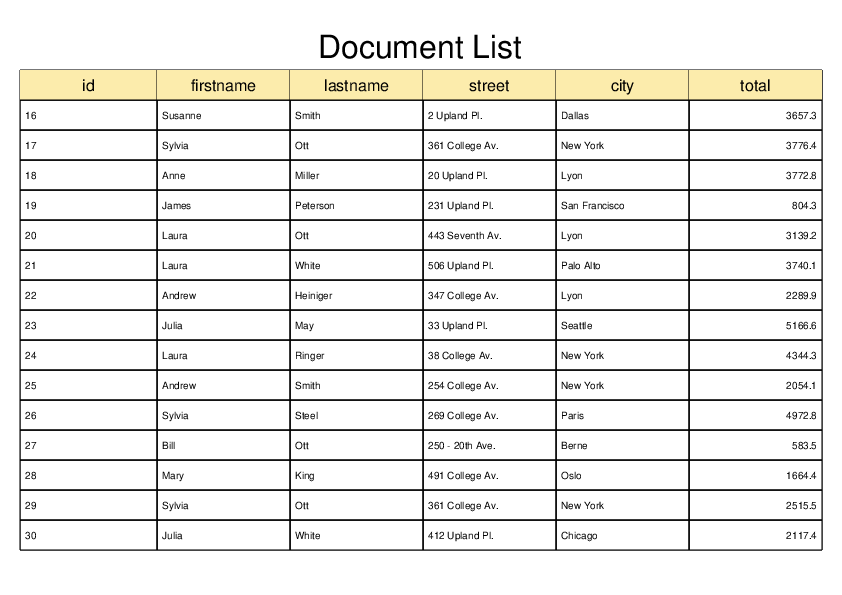 Document List
id firstname lastname street city total
16 Susanne Smith 2 Upland Pl. Dallas 3657.3
17 Sylvia Ott 361 College Av. New York 3776.4
18 Anne Miller 20 Upland Pl. Lyon 3772.8
19 James Peterson 231 Upland Pl. San Francisco 804.3
20 Laura Ott 443 Seventh Av. Lyon 3139.2
21 Laura White 506 Upland Pl. Palo Alto 3740.1
22 Andrew Heiniger 347 College Av. Lyon 2289.9
23 Julia May 33 Upland Pl. Seattle 5166.6
24 Laura Ringer 38 College Av. New York 4344.3
25 Andrew Smith 254 College Av. New York 2054.1
26 Sylvia Steel 269 College Av. Paris 4972.8
27 Bill Ott 250 - 20th Ave. Berne 583.5
28 Mary King 491 College Av. Oslo 1664.4
29 Sylvia Ott 361 College Av. New York 2515.5
30 Julia White 412 Upland Pl. Chicago 2117.4